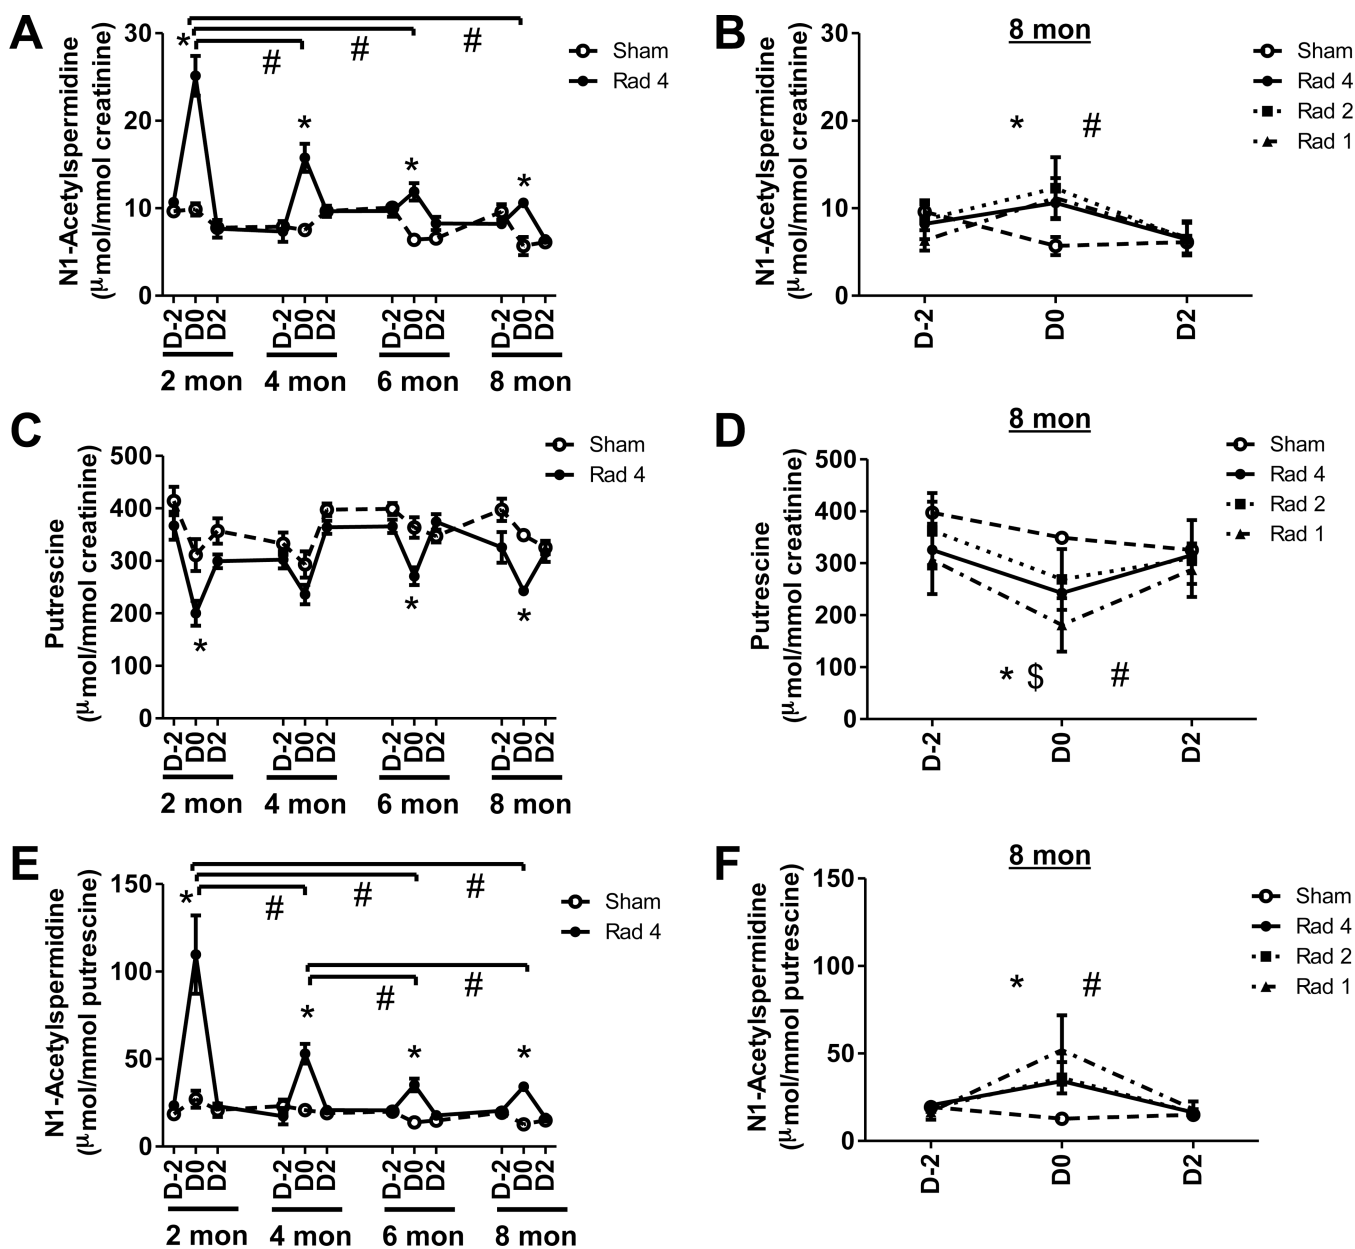 A
N1-Acetylspermidine
(µmol/mmol creatinine)
30
20
10
0
*
#
#
#
*
*
*
Sham
Rad 4
D-2
D0
D2
D-2
D0
D2
D-2
D0
D2
D-2
D0
D2
2 mon
4 mon
6 mon
8 mon
B
8 mon
N1-Acetylspermidine
(µmol/mmol creatinine)
30
20
10
0
* #
Sham
Rad 4
Rad 2
Rad 1
D-2
D0
D2
C
Putrescine
(µmol/mmol creatinine)
500
400
300
200
100
0
*
*
*
Sham
Rad 4
D-2
D0
D2
D-2
D0
D2
D-2
D0
D2
D-2
D0
D2
2 mon
4 mon
6 mon
8 mon
D
8 mon
Putrescine
(µmol/mmol creatinine)
500
400
300
200
100
0
* $ #
Sham
Rad 4
Rad 2
Rad 1
D-2
D0
D2
E
N1-Acetylspermidine
(µmol/mmol putrescine)
150
100
50
0
*
#
#
#
#
#
*
*
*
Sham
Rad 4
D-2
D0
D2
D-2
D0
D2
D-2
D0
D2
D-2
D0
D2
2 mon
4 mon
6 mon
8 mon
F
8 mon
N1-Acetylspermidine
(µmol/mmol putrescine)
150
100
50
0
* #
Sham
Rad 4
Rad 2
Rad 1
D-2
D0
D2